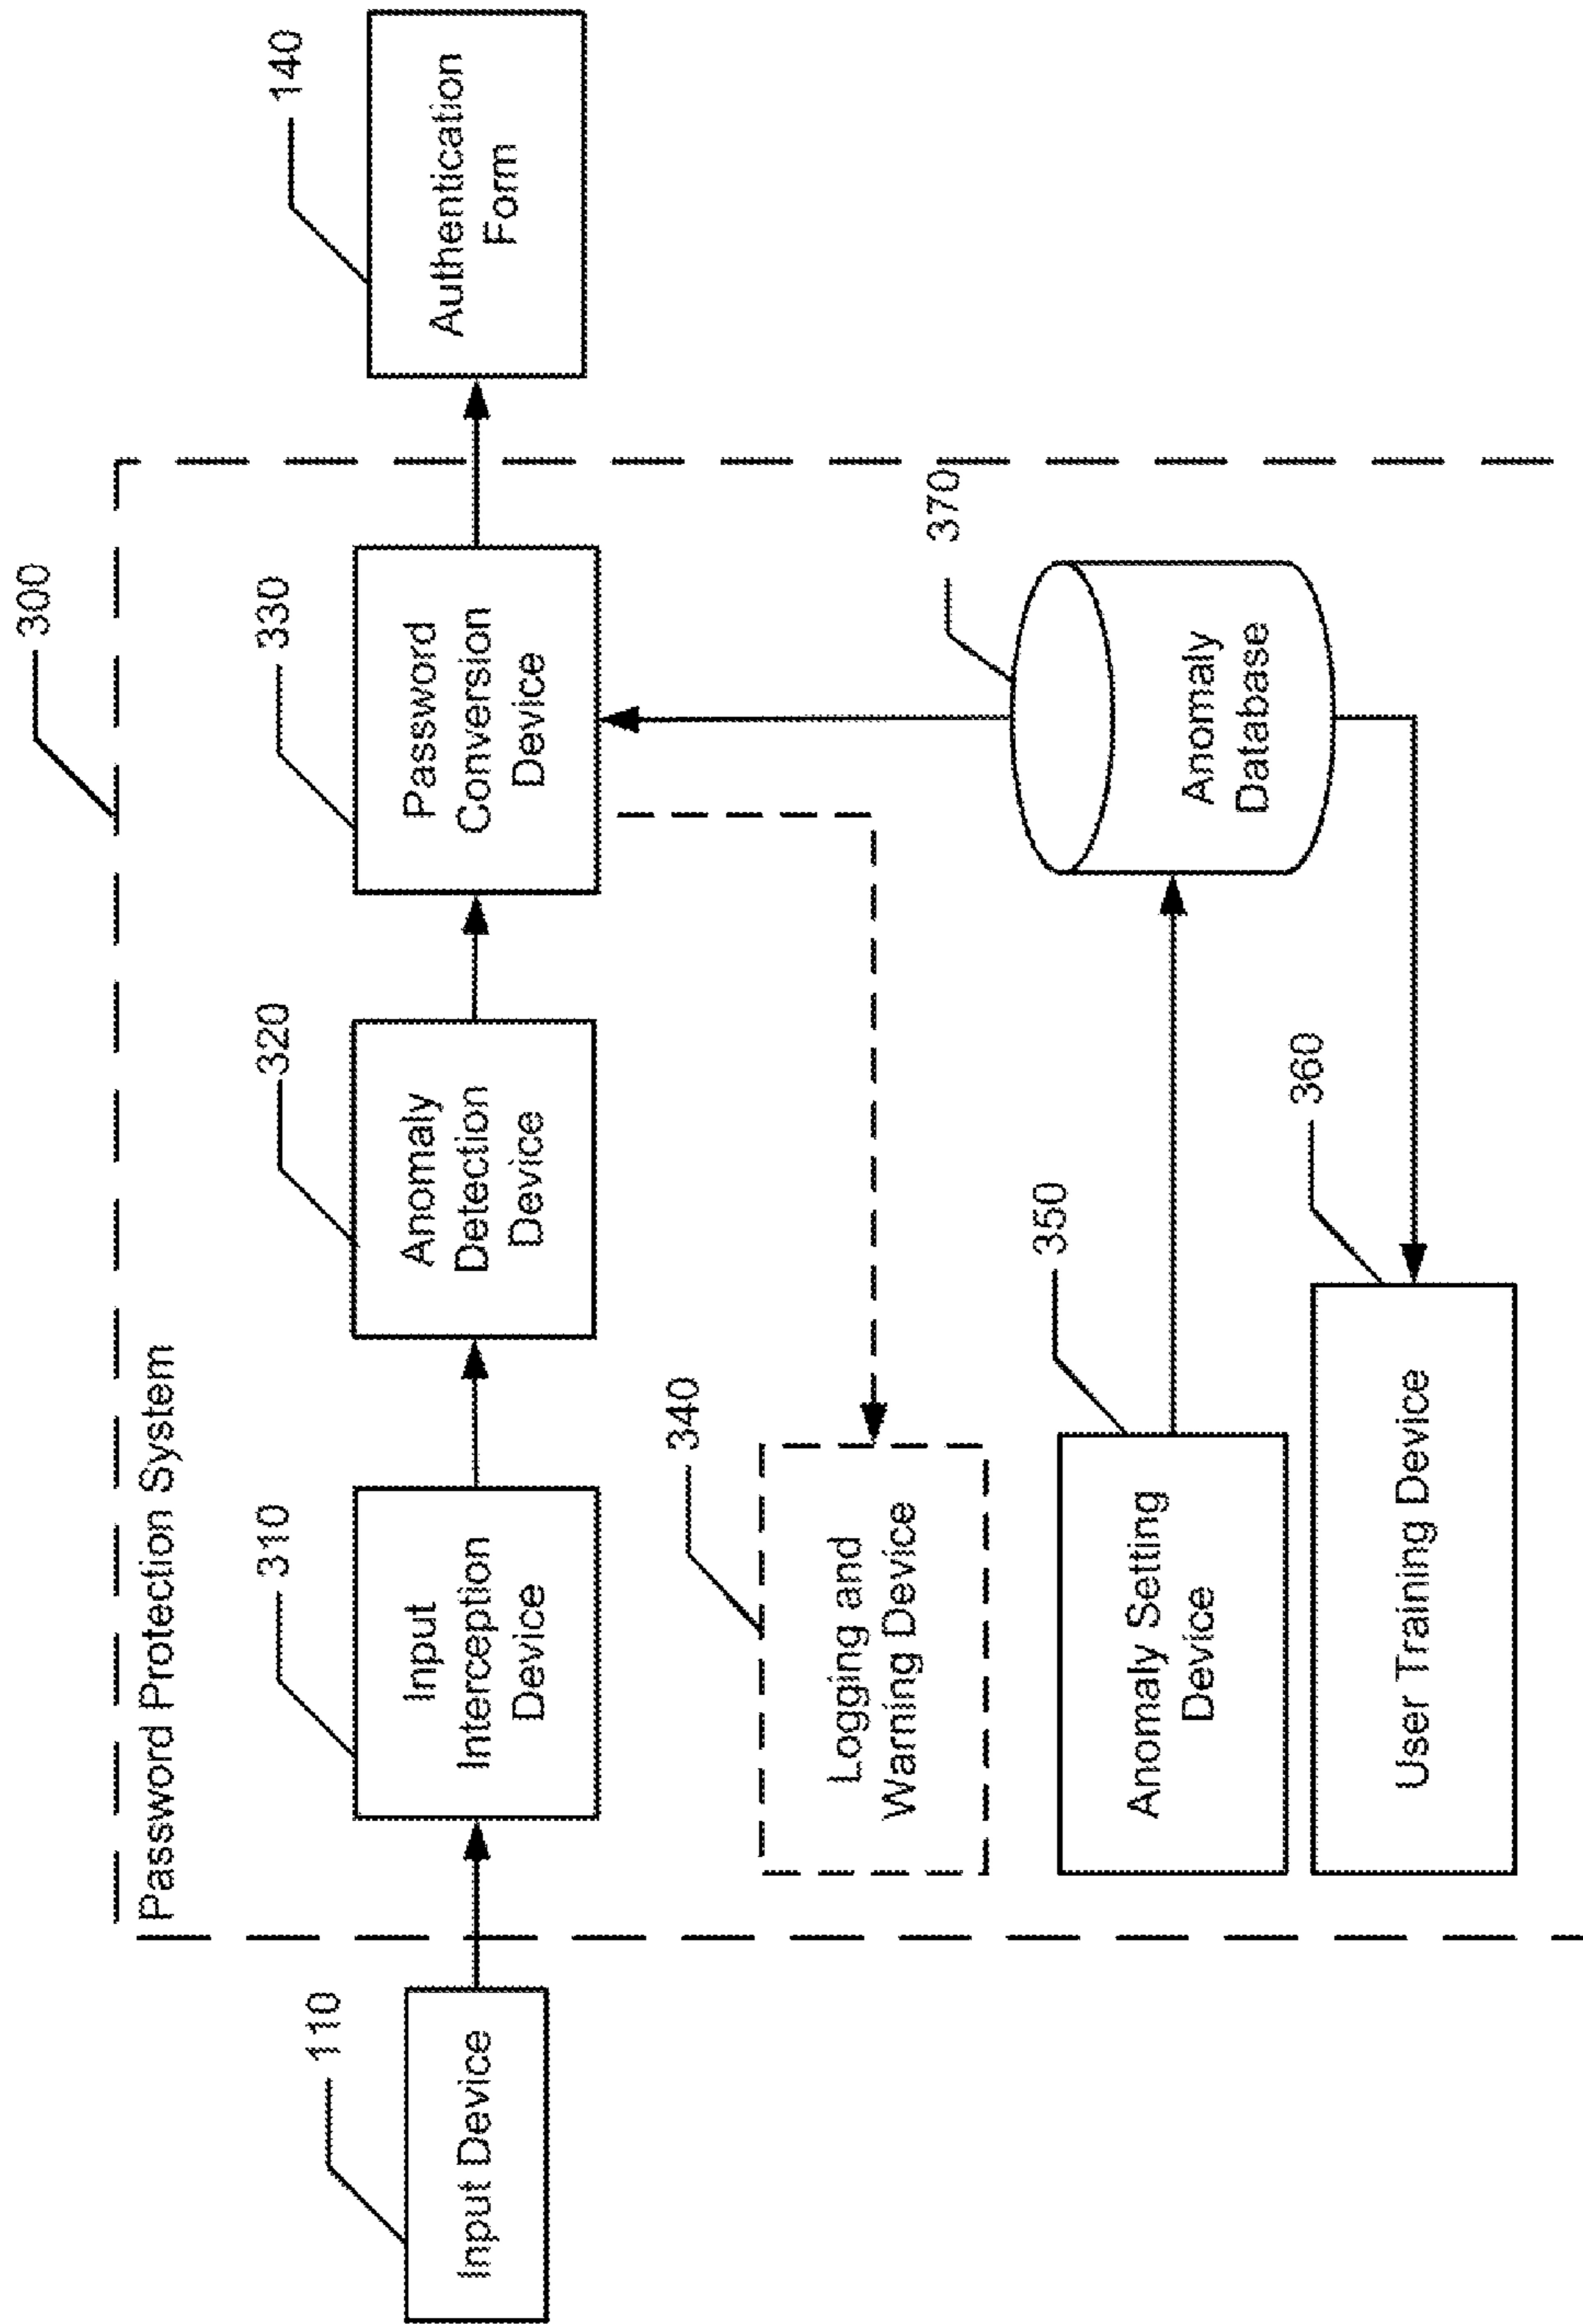 300
Password Protection System
110
Input Device
310
Input
Interception
Device
320
Anomaly
Detection
Device
330
Password
Conversion
Device
140
Authentication
Form
340
Logging and
Warning Device
350
Anomaly Setting
Device
370
Anomaly
Database
360
User Training Device